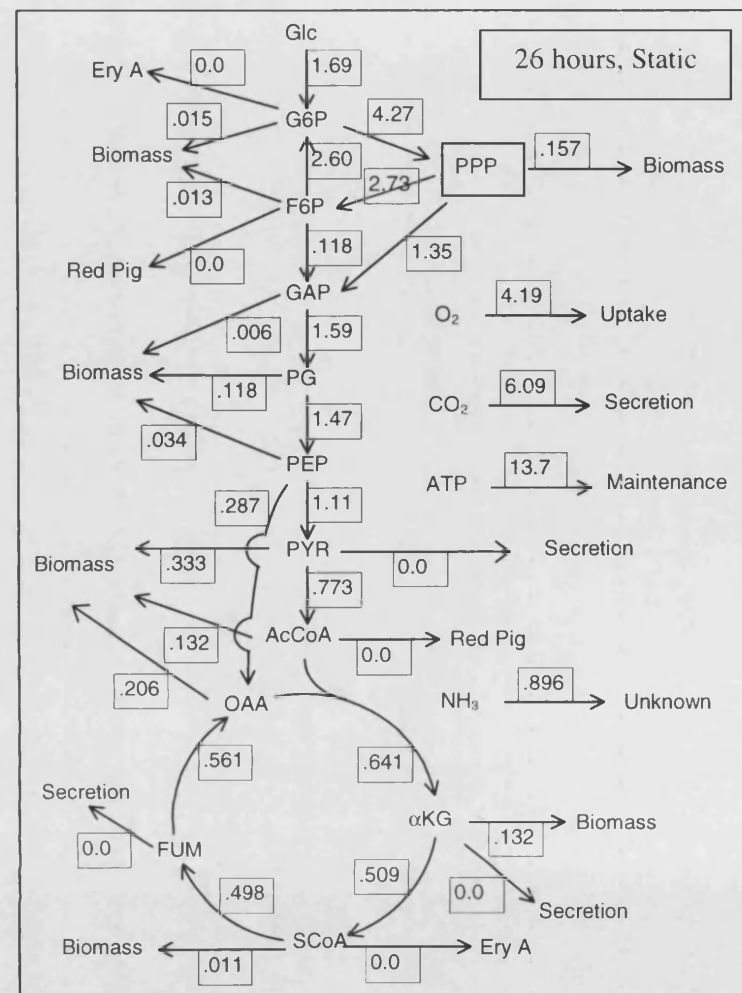 Glc
26 hours, Static
Ery A
0.0
1.69
.015
G6P
4.27
Biomass
2.60
PPP
.157
Biomass
.013
2.73
F6P
Red Pig
0.0
.118
1.35
GAP
4.19
O₂
Uptake
.006
1.59
Biomass
PG
6.09
.118
CO₂
Secretion
.034
1.47
PEP
13.7
ATP
Maintenance
.287
1.11
PYR
Secretion
Biomass
.333
0.0
.773
AcCoA
Red Pig
.132
0.0
.206
.896
OAA
NH₃
Unknown
.561
.641
Secretion
αKG
Biomass
0.0
FUM
.132
.509
.498
0.0
Secretion
SCoA
Biomass
Ery A
.011
0.0